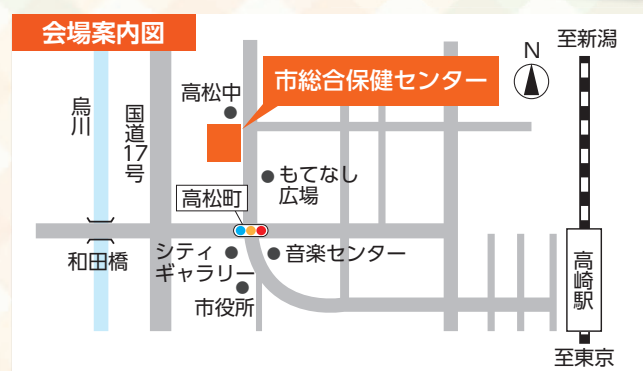 会場案内図
N
至新潟
市総合保健センター
高松中
烏川
国道17号
もてなし
広場
高松町
和田橋
シティ
ギャラリー
音楽センター
市役所
高崎駅
至東京